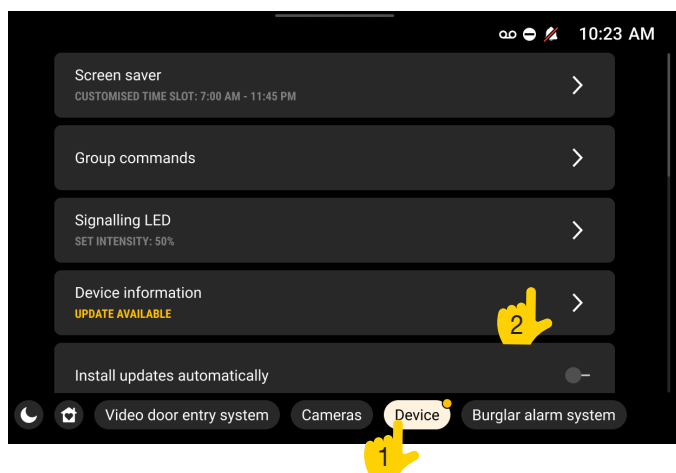 10:23 AM
Screen saver
CUSTOMISED TIME SLOT: 7:00 AM - 11:45 PM
Group commands
Signalling LED
SET INTENSITY: 50%
Device information
UPDATE AVAILABLE
2
Install updates automatically
Video door entry system Cameras Device Burglar alarm system
1